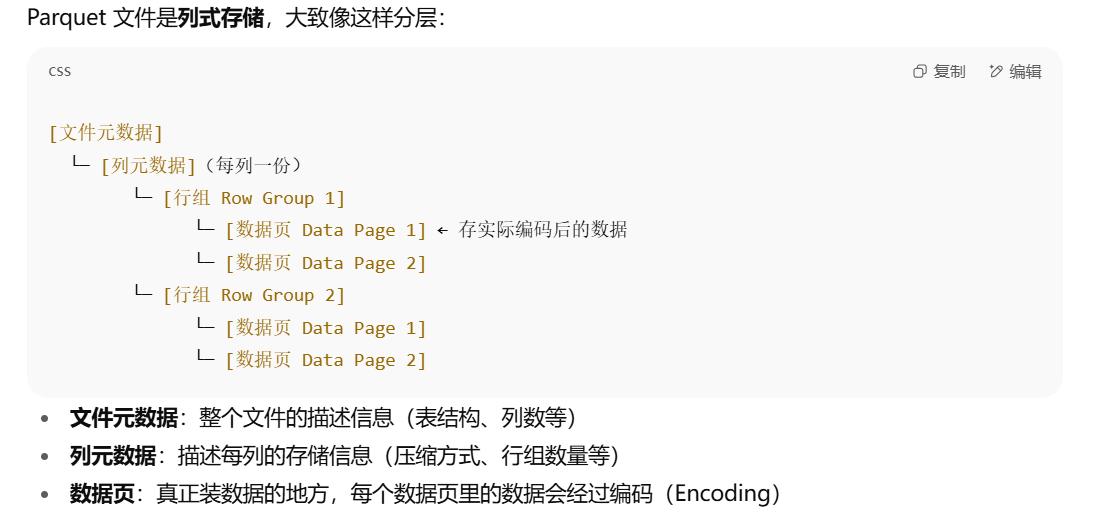 Parquet 文件是列式存储，大致像这样分层：
css 复制 编辑
[文件元数据]
└─ [列元数据]（每列一份）
└─ [行组 Row Group 1]
└─ [数据页 Data Page 1] ← 存实际编码后的数据
└─ [数据页 Data Page 2]
└─ [行组 Row Group 2]
└─ [数据页 Data Page 1]
└─ [数据页 Data Page 2]
• 文件元数据：整个文件的描述信息（表结构、列数等）
• 列元数据：描述每列的存储信息（压缩方式、行组数量等）
• 数据页：真正装数据的地方，每个数据页里的数据会经过编码（Encoding）